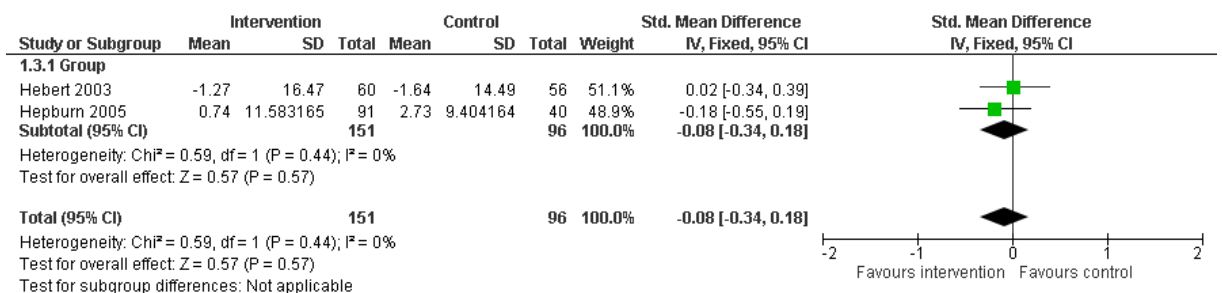 Intervention Control Std. Mean Difference Std. Mean Difference
Study or Subgroup Mean SD Total Mean SD Total Weight IV, Fixed, 95% CI IV, Fixed, 95% CI
1.3.1 Group
Hebert 2003 -1.27 16.47 60 -1.64 14.49 56 51.1% 0.02 [-0.34, 0.39]
Hepburn 2005 0.74 11.583165 91 2.73 9.404164 40 48.9% -0.18 [-0.55, 0.19]
Subtotal (95% CI) 151 96 100.0% -0.08 [-0.34, 0.18]
Heterogeneity: Chi² = 0.59, df = 1 (P = 0.44); I² = 0%
Test for overall effect: Z = 0.57 (P = 0.57)
Total (95% CI) 151 96 100.0% -0.08 [-0.34, 0.18]
Heterogeneity: Chi² = 0.59, df = 1 (P = 0.44); I² = 0%
Test for overall effect: Z = 0.57 (P = 0.57)
Test for subgroup differences: Not applicable
-2 -1 0 1 2
Favours intervention Favours control